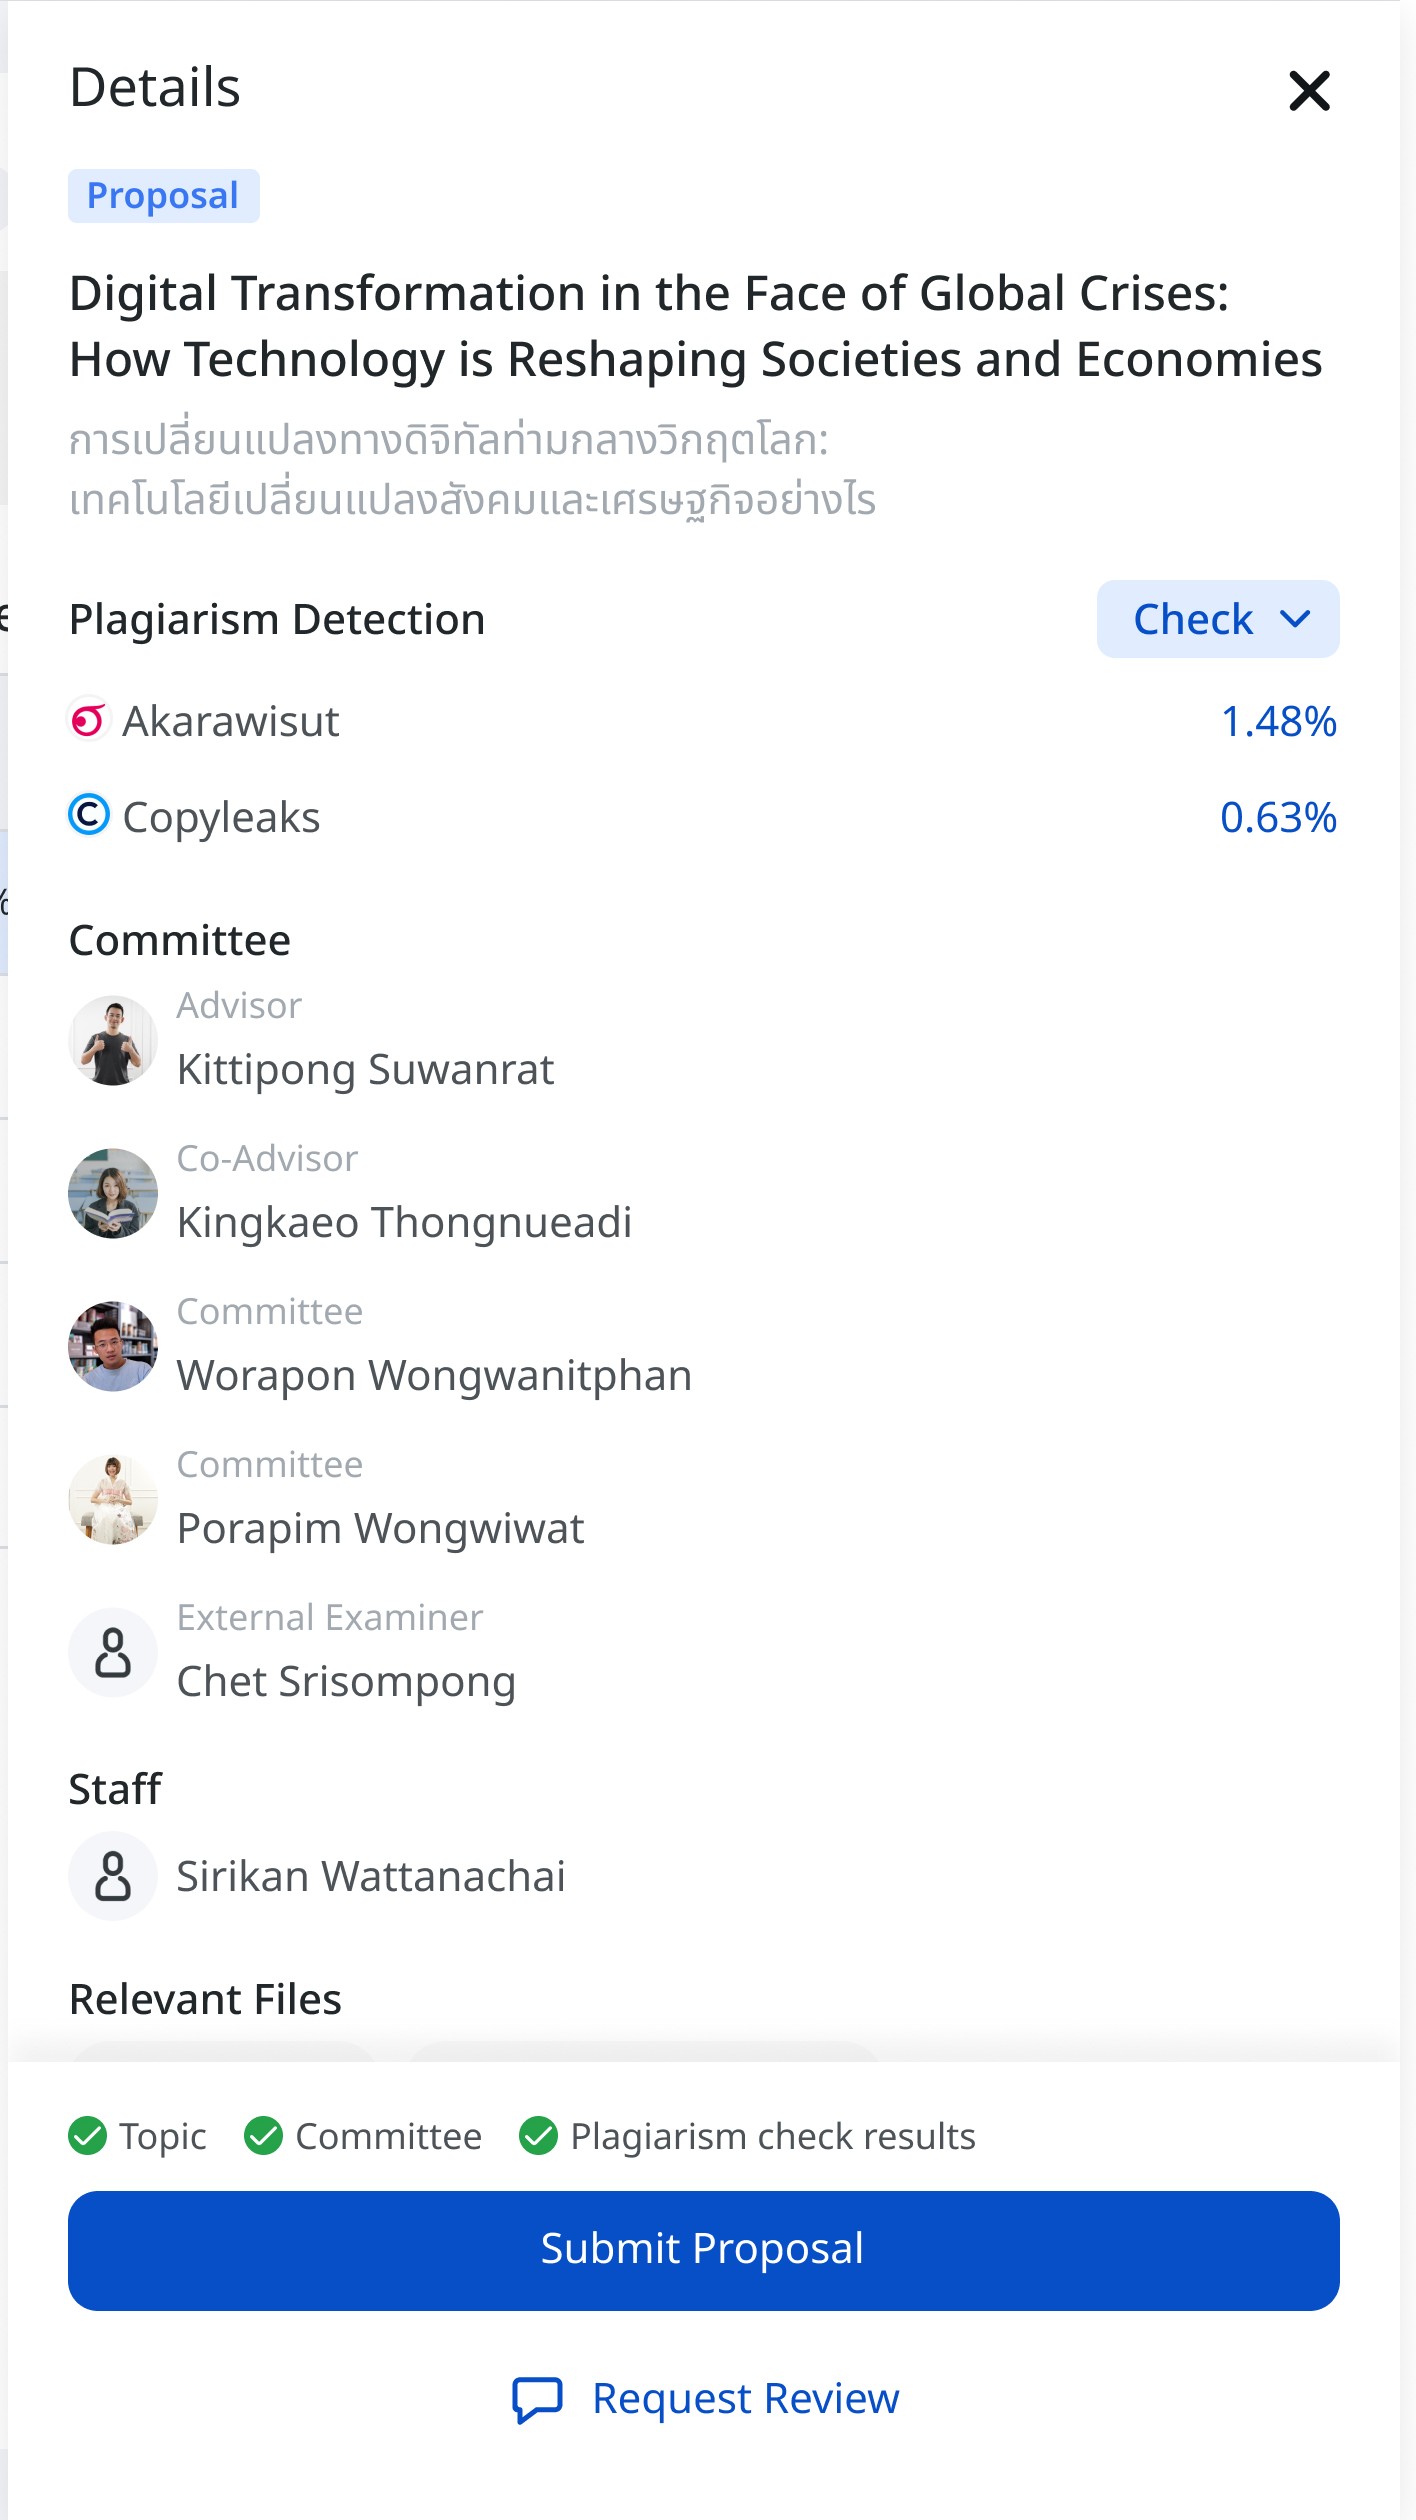 Details
Proposal
Digital Transformation in the Face of Global Crises:
How Technology is Reshaping Societies and Economies
การเปลี่ยนแปลงทางดิจิทัลท่ามกลางวิกฤตโลก:
เทคโนโลยีเปลี่ยนแปลงสังคมและเศรษฐกิจอย่างไร
Plagiarism Detection
Check
Akarawisut
1.48%
Copyleaks
0.63%
Committee
Advisor
Kittipong Suwanrat
Co-Advisor
Kingkaeo Thongnueadi
Committee
Worapon Wongwanitphan
Committee
Porapim Wongwiwat
External Examiner
Chet Srisompong
Staff
Sirikan Wattanachai
Relevant Files
Topic
Committee
Plagiarism check results
Submit Proposal
Request Review